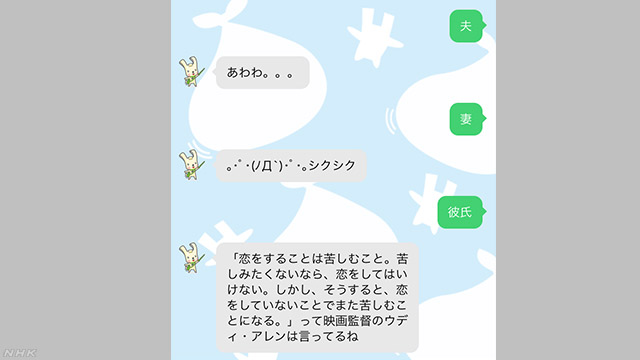 夫
あわわ。。。
妻
｡･ﾟ･(ﾉД`)･ﾟ･｡シクシク
彼氏
「恋をすることは苦しむこと。苦
しみたくないなら、恋をしてはい
けない。しかし、そうすると、恋
をしていないことでまた苦しむこ
とになる。」って映画監督のウデ
ィ・アレンは言ってるね
NHK